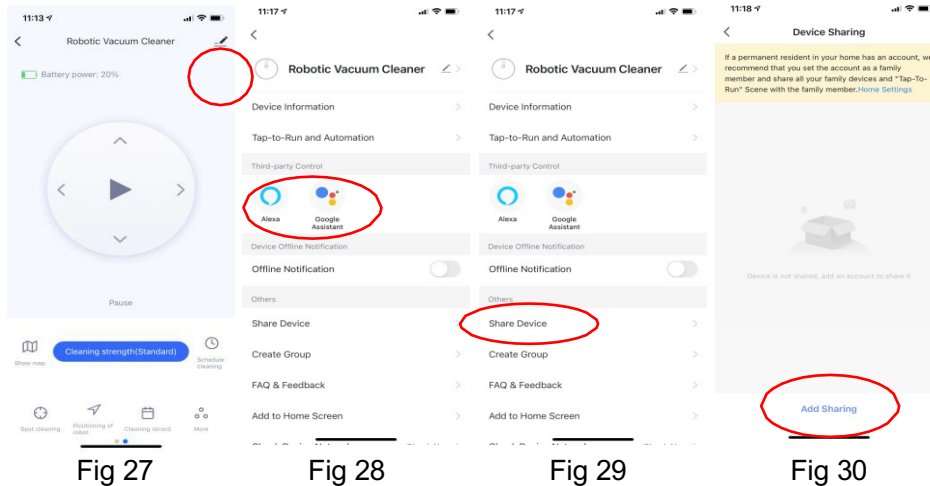 11:13
Robotic Vacuum Cleaner
Battery power: 20%
Pause
Show map
Cleaning strength(Standard)
Schedule
cleaning
Spot cleaning
Positioning of
robot
Cleaning record
More
Fig 27
11:17
Robotic Vacuum Cleaner
Device Information
Tap-to-Run and Automation
Third-party Control
Alexa
Google
Assistant
Device Offline Notification
Offline Notification
Others
Share Device
Create Group
FAQ & Feedback
Add to Home Screen
Fig 28
11:17
Robotic Vacuum Cleaner
Device Information
Tap-to-Run and Automation
Third-party Control
Alexa
Google
Assistant
Device Offline Notification
Offline Notification
Others
Share Device
Create Group
FAQ & Feedback
Add to Home Screen
Fig 29
11:18
Device Sharing
If a permanent resident in your home has an account, we
recommend that you set the account as a family
member and share all your family devices and "Tap-To-
Run" Scene with the family member.Home Settings
Device is not shared, add an account to share it
Add Sharing
Fig 30